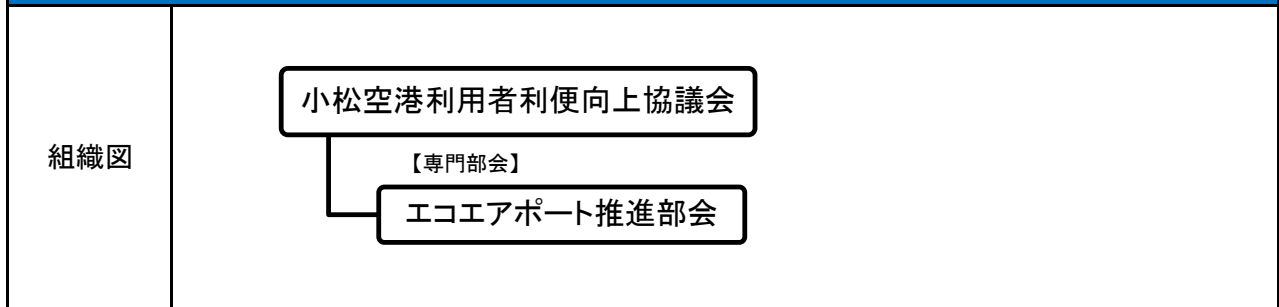 組織図
小松空港利用者利便向上協議会
【専門部会】
エコエアポート推進部会